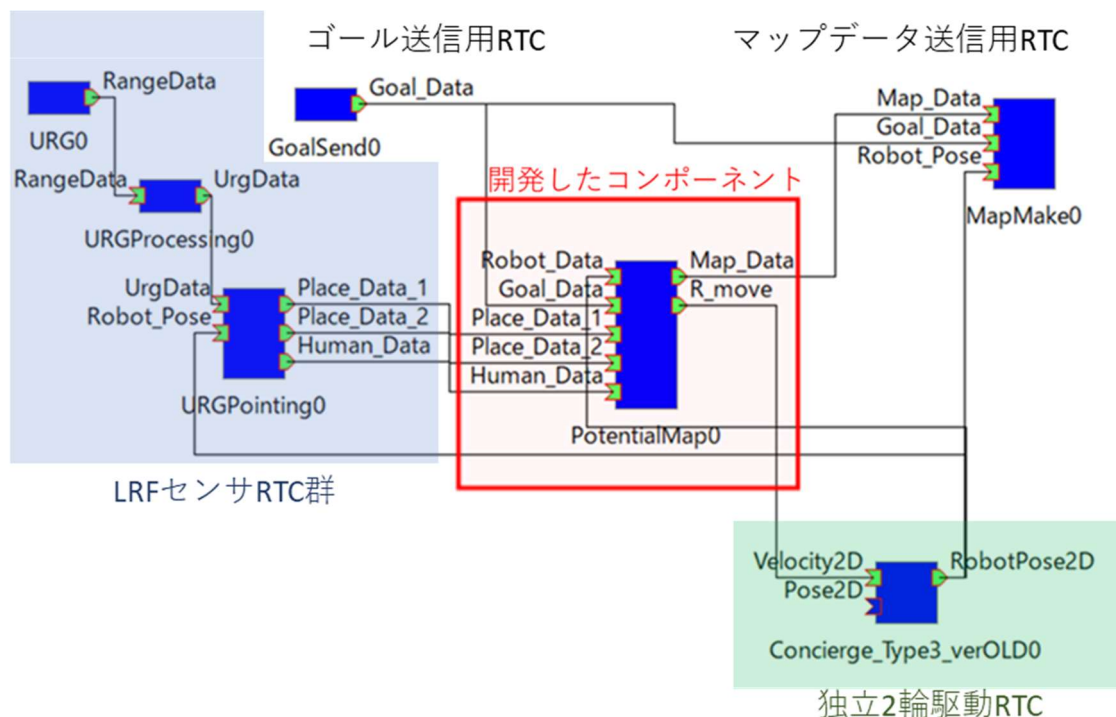 ゴール送信用RTC
マップデータ送信用RTC
RangeData
URG0
Goal_Data
GoalSend0
Map_Data
Goal_Data
Robot_Pose
MapMake0
RangeData
UrgData
URGProcessing0
開発したコンポーネント
UrgData
Robot_Pose
Place_Data_1
Place_Data_2
Human_Data
URGPointing0
Robot_Data
Goal_Data
Place_Data_1
Place_Data_2
Human_Data
Map_Data
R_move
PotentialMap0
LRFセンサRTC群
Velocity2D
Pose2D
RobotPose2D
Concierge_Type3_verOLD0
独立2輪駆動RTC